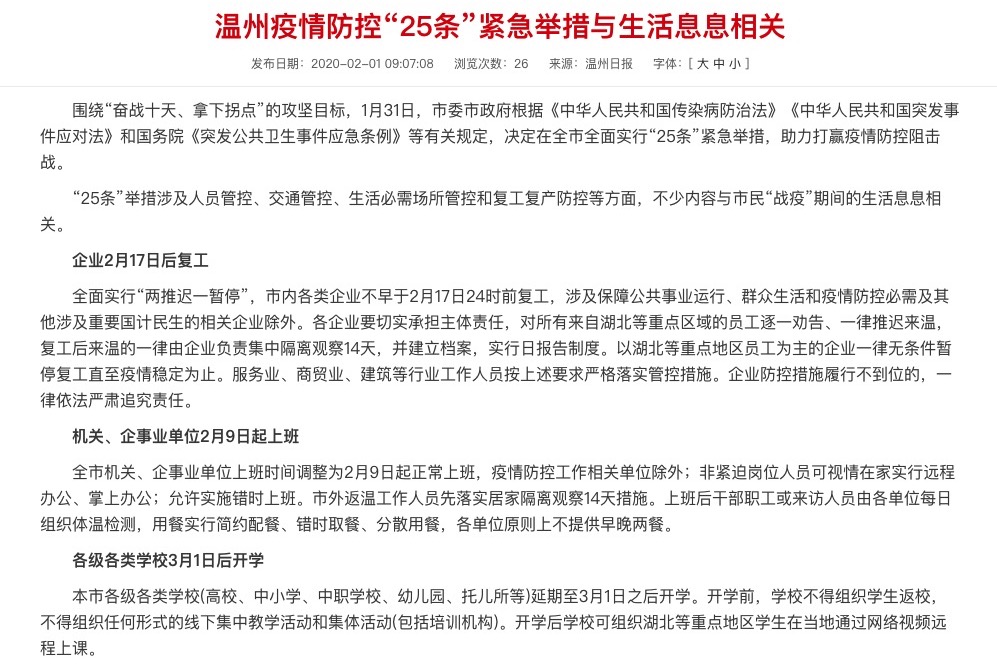 温州疫情防控“25条”紧急举措与生活息息相关
发布日期：2020-02-01 09:07:08 浏览次数：26 来源：温州日报 字体：[ 大 中 小 ]
围绕“奋战十天、拿下拐点”的攻坚目标，1月31日，市委市政府根据《中华人民共和国传染病防治法》《中华人民共和国突发事
件应对法》和国务院《突发公共卫生事件应急条例》等有关规定，决定在全市全面实行“25条”紧急举措，助力打赢疫情防控阻击
战。
“25条”举措涉及人员管控、交通管控、生活必需场所管控和复工复产防控等方面，不少内容与市民“战疫”期间的生活息息相
关。
企业2月17日后复工
全面实行“两推迟一暂停”，市内各类企业不早于2月17日24时前复工，涉及保障公共事业运行、群众生活和疫情防控必需及其
他涉及重要国计民生的相关企业除外。各企业要切实承担主体责任，对所有来自湖北等重点区域的员工逐一劝告、一律推迟来温，
复工后来温的一律由企业负责集中隔离观察14天，并建立档案，实行日报告制度。以湖北等重点地区员工为主的企业一律无条件暂
停复工直至疫情稳定为止。服务业、商贸业、建筑等行业工作人员按上述要求严格落实管控措施。企业防控措施履行不到位的，一
律依法严肃追究责任。
机关、企事业单位2月9日起上班
全市机关、企事业单位上班时间调整为2月9日起正常上班，疫情防控工作相关单位除外；非紧迫岗位人员可视情在家实行远程
办公、掌上办公；允许实施错时上班。市外返温工作人员先落实居家隔离观察14天措施。上班后干部职工或来访人员由各单位每日
组织体温检测，用餐实行简约配餐、错时取餐、分散用餐，各单位原则上不提供早晚两餐。
各级各类学校3月1日后开学
本市各级各类学校(高校、中小学、中职学校、幼儿园、托儿所等)延期至3月1日之后开学。开学前，学校不得组织学生返校，
不得组织任何形式的线下集中教学活动和集体活动(包括培训机构)。开学后学校可组织湖北等重点地区学生在当地通过网络视频远
程上课。